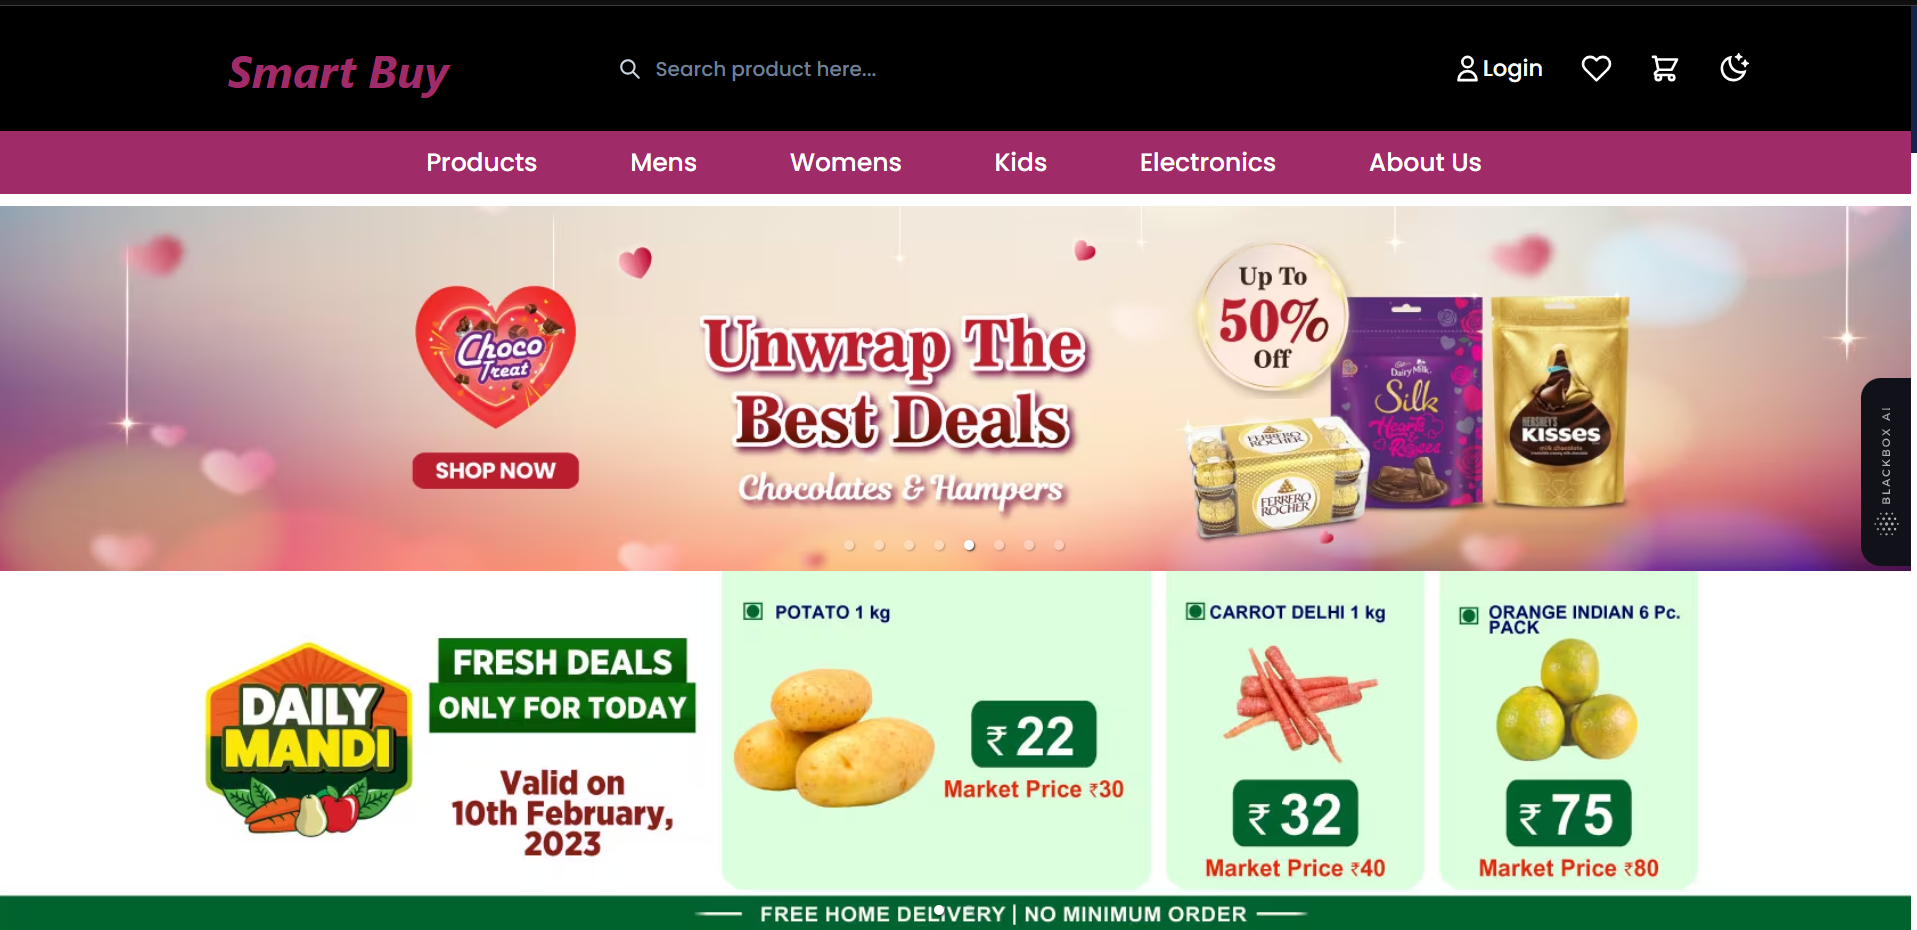 Smart Buy
Search product here...
Login
Products
Mens
Womens
Kids
Electronics
About Us
Choco
Treat
SHOP NOW
Unwrap The
Best Deals
Chocolates & Hampers
Up To
50%
Off
Dairy Milk
Silk
Hearts
&
Roses
HERSHEY'S
KISSES
milk chocolate
FERRERO
ROCHER
FERRERO
ROCHER
BLACKBOX AI
DAILY
MANDI
FRESH DEALS
ONLY FOR TODAY
Valid on
10th February,
2023
POTATO 1 kg
₹ 22
Market Price ₹30
CARROT DELHI 1 kg
₹ 32
Market Price ₹40
ORANGE INDIAN 6 Pc.
PACK
₹ 75
Market Price ₹80
FREE HOME DELIVERY | NO MINIMUM ORDER